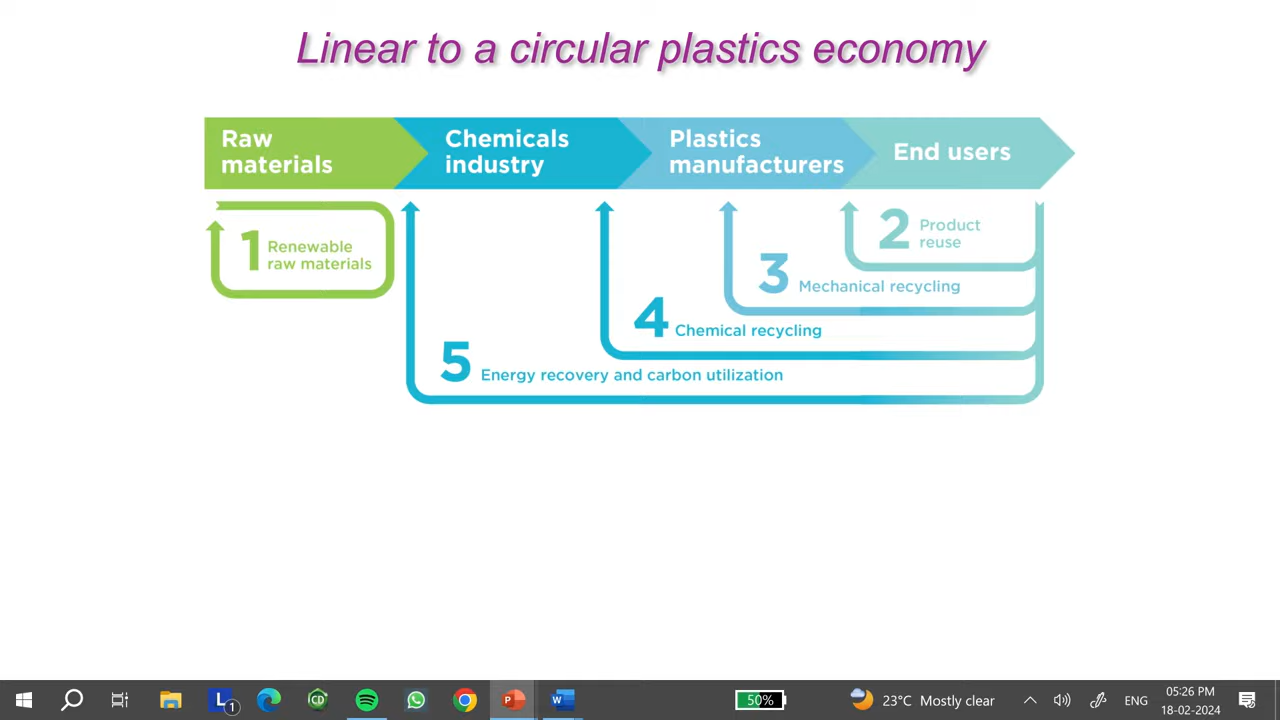 Linear to a circular plastics economy
Raw
materials
Chemicals
industry
Plastics
manufacturers
End users
1 Renewable
raw materials
2 Product
reuse
3 Mechanical recycling
4 Chemical recycling
5 Energy recovery and carbon utilization
L 1
CD
P
W
50%
23°C Mostly clear
ENG
05:26 PM
18-02-2024